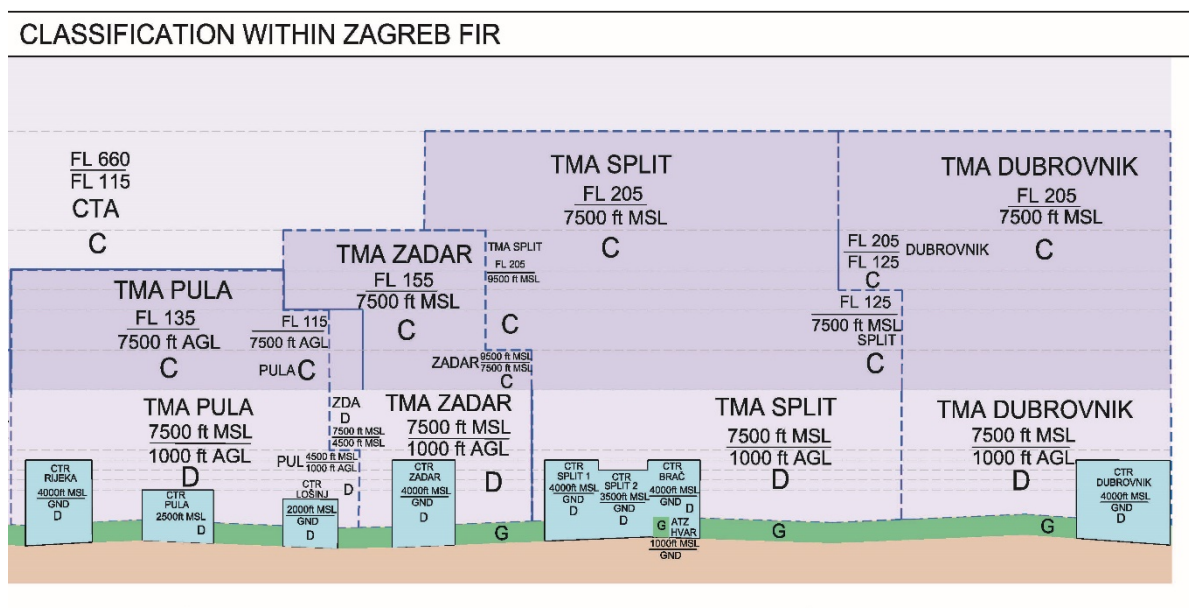 CLASSIFICATION WITHIN ZAGREB FIR
FL 660
FL 115
CTA
C
TMA SPLIT
FL 205
7500 ft MSL
C
TMA DUBROVNIK
FL 205
7500 ft MSL
C
TMA ZADAR
FL 155
7500 ft MSL
C
TMA SPLIT
FL 205
9500 ft MSL
C
FL 205
FL 125
DUBROVNIK
C
TMA PULA
FL 135
7500 ft AGL
C
FL 115
7500 ft AGL
PULA C
FL 125
7500 ft MSL
SPLIT
C
ZADAR
9500 ft MSL
7500 ft MSL
C
TMA PULA
7500 ft MSL
1000 ft AGL
D
ZDA
D
7500 ft MSL
4500 ft MSL
PUL
4500 ft MSL
1000 ft AGL
D
TMA ZADAR
7500 ft MSL
1000 ft AGL
D
TMA SPLIT
7500 ft MSL
1000 ft AGL
D
TMA DUBROVNIK
7500 ft MSL
1000 ft AGL
D
CTR
RIJEKA
4000ft MSL
GND
D
CTR
PULA
2500ft MSL
D
CTR
LOŠINJ
2000ft MSL
GND
D
CTR
ZADAR
4000ft MSL
GND
D
CTR
SPLIT 1
4000ft MSL
GND
D
CTR
SPLIT 2
3500ft MSL
GND
D
CTR
BRAČ
4000ft MSL
GND
D
G
ATZ
HVAR
1000ft MSL
GND
CTR
DUBROVNIK
4000ft MSL
GND
D
G
G
G